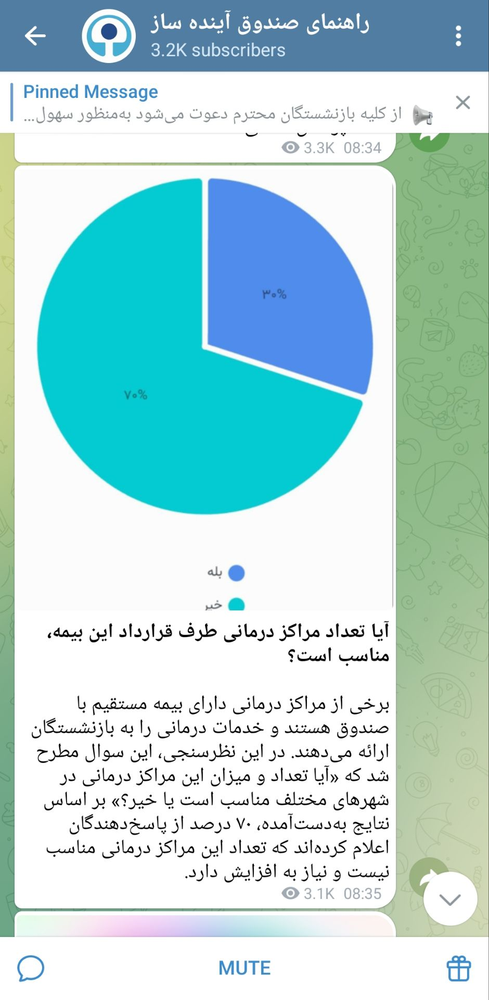 راهنمای صندوق آینده ساز
3.2K subscribers
Pinned Message
از کلیه بازنشستگان محترم دعوت می‌شود به‌منظور سهول...
3.3K 08:34
۳۰%
۷۰%
بله
خیر
آیا تعداد مراکز درمانی طرف قرارداد این بیمه،
مناسب است؟
برخی از مراکز درمانی دارای بیمه مستقیم با
صندوق هستند و خدمات درمانی را به بازنشستگان
ارائه می‌دهند. در این نظرسنجی، این سوال مطرح
شد که «آیا تعداد و میزان این مراکز درمانی در
شهرهای مختلف مناسب است یا خیر؟» بر اساس
نتایج به‌دست‌آمده، ۷۰ درصد از پاسخ‌دهندگان
اعلام کرده‌اند که تعداد این مراکز درمانی مناسب
نیست و نیاز به افزایش دارد.
3.1K 08:35
MUTE